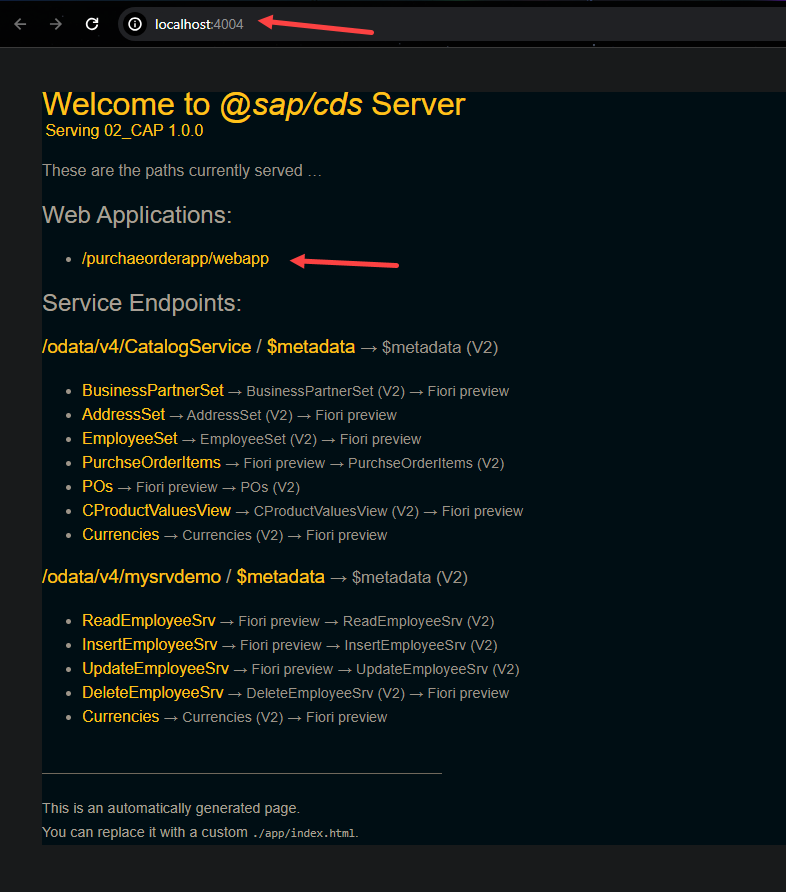 localhost:4004
Welcome to @sap/cds Server
Serving 02_CAP 1.0.0
These are the paths currently served …
Web Applications:
/purchaeorderapp/webapp
Service Endpoints:
/odata/v4/CatalogService / $metadata → $metadata (V2)
BusinessPartnerSet → BusinessPartnerSet (V2) → Fiori preview
AddressSet → AddressSet (V2) → Fiori preview
EmployeeSet → EmployeeSet (V2) → Fiori preview
PurchseOrderItems → Fiori preview → PurchseOrderItems (V2)
POs → Fiori preview → POs (V2)
CProductValuesView → CProductValuesView (V2) → Fiori preview
Currencies → Currencies (V2) → Fiori preview
/odata/v4/mysrvdemo / $metadata → $metadata (V2)
ReadEmployeeSrv → Fiori preview → ReadEmployeeSrv (V2)
InsertEmployeeSrv → Fiori preview → InsertEmployeeSrv (V2)
UpdateEmployeeSrv → Fiori preview → UpdateEmployeeSrv (V2)
DeleteEmployeeSrv → DeleteEmployeeSrv (V2) → Fiori preview
Currencies → Currencies (V2) → Fiori preview
This is an automatically generated page.
You can replace it with a custom ./app/index.html.